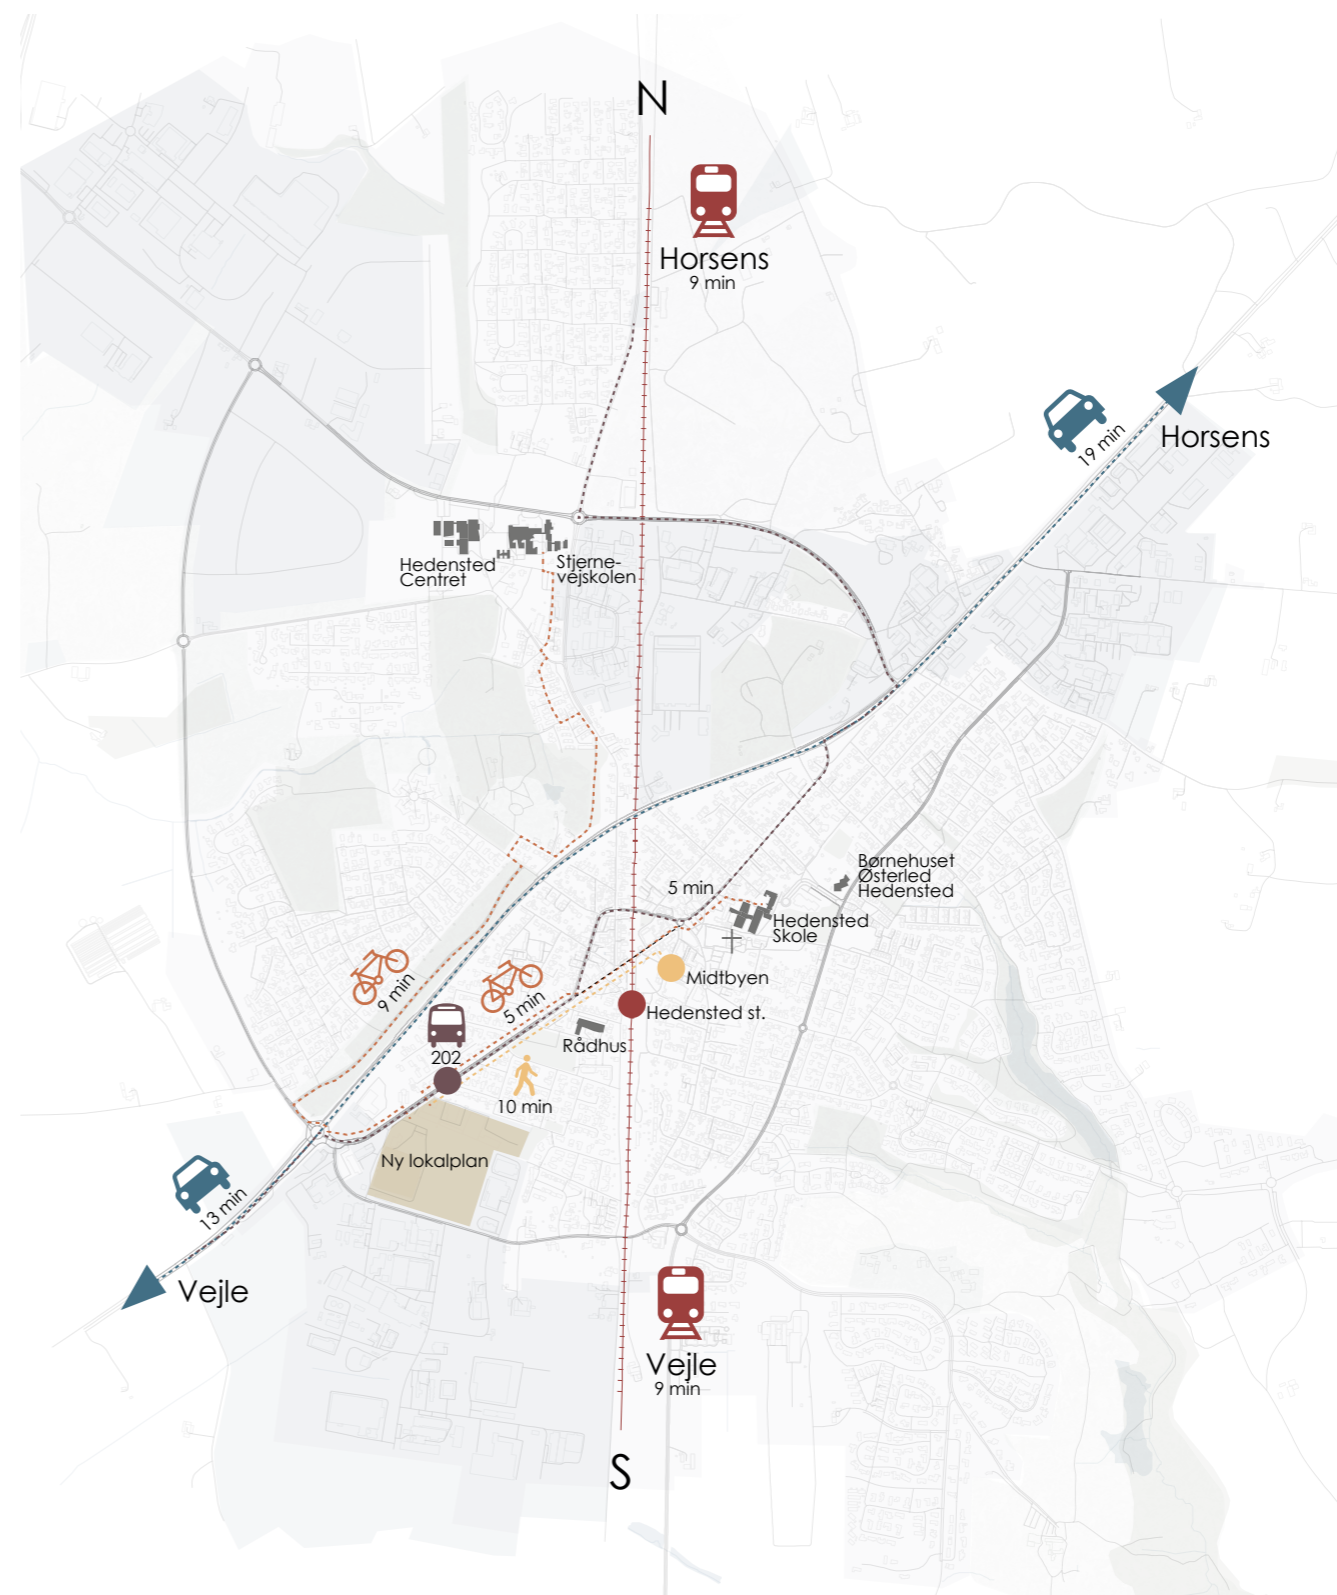 N
Horsens
9 min
19 min
Horsens
Hedensted
Centret
Stjerne-
vejskolen
Børnehuset
Østerled
Hedensted
5 min
Hedensted
Skole
Midtbyen
9 min
5 min
Hedensted st.
Rådhus
202
10 min
Ny lokalplan
13 min
Vejle
Vejle
9 min
S